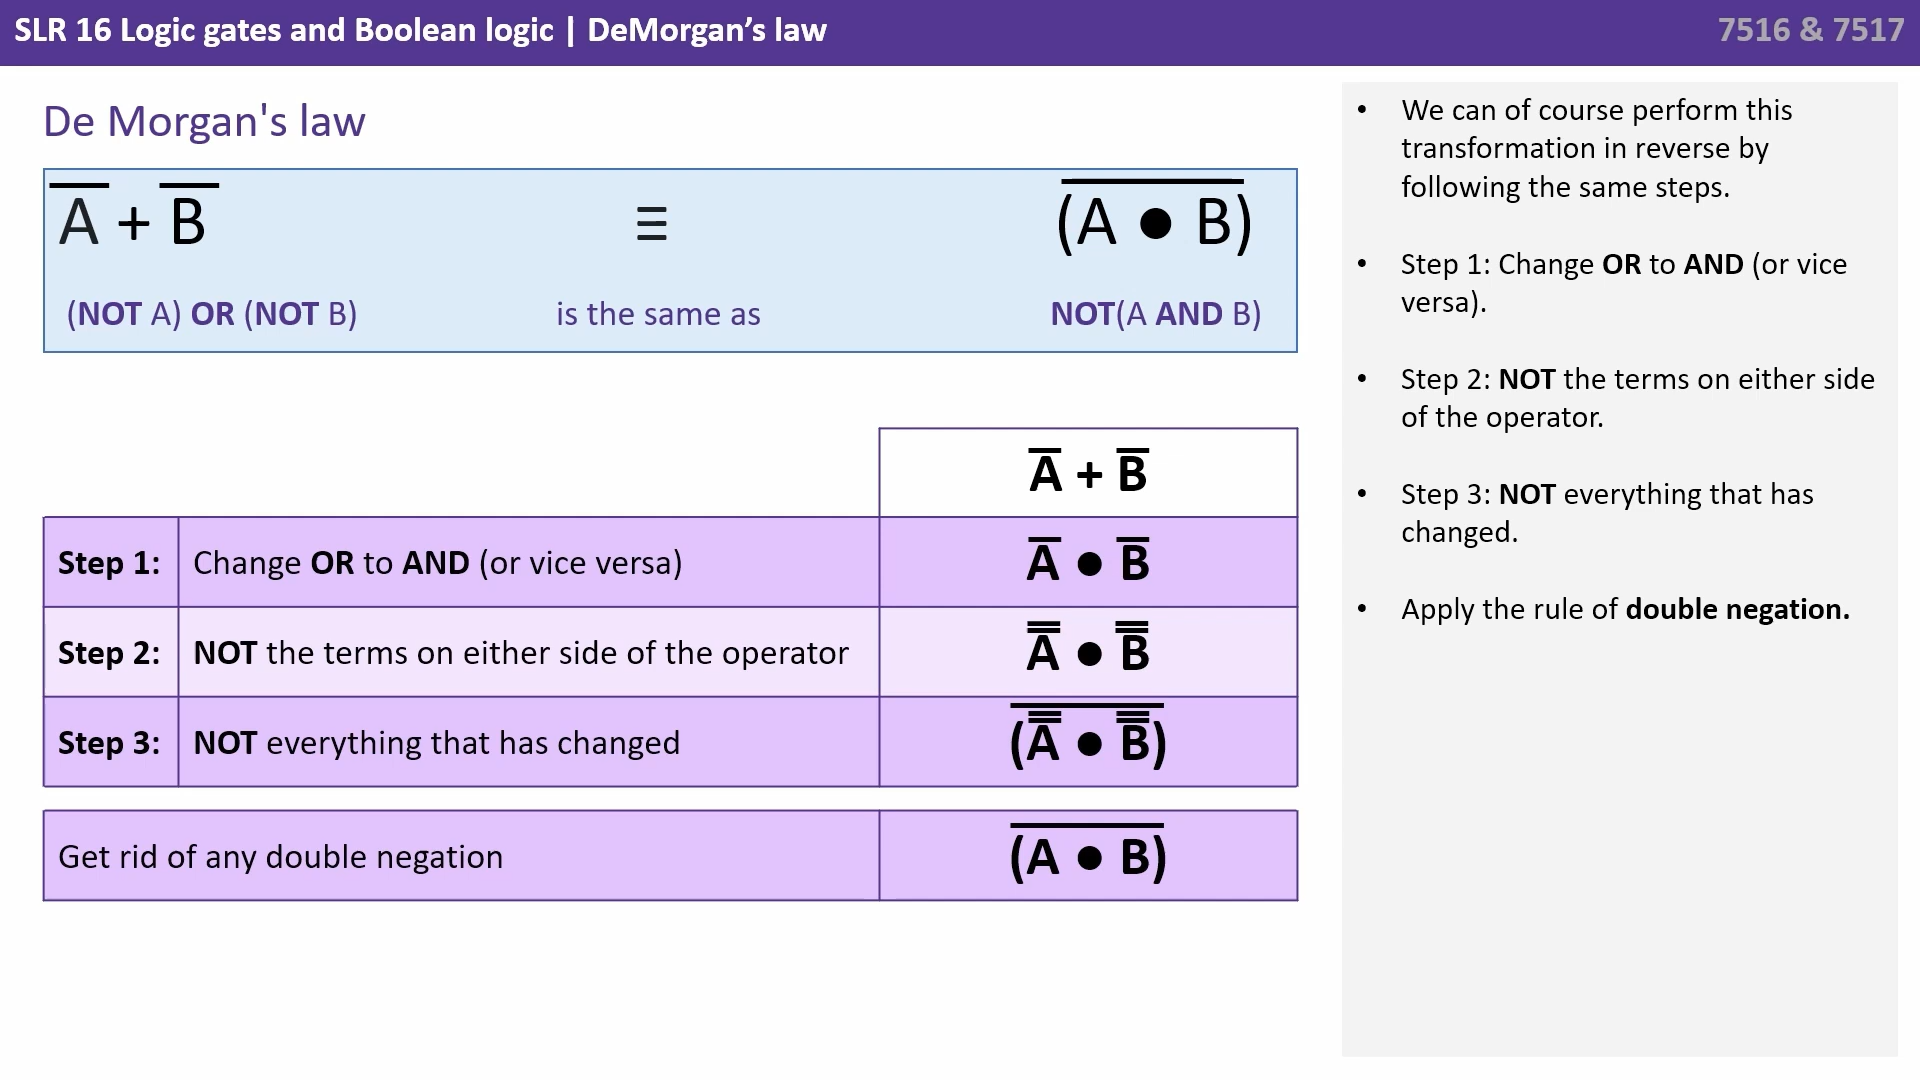 SLR 16 Logic gates and Boolean logic | DeMorgan’s law
7516 & 7517
De Morgan's law
A̅ + B̅ ≡ (A ● B)̅
(NOT A) OR (NOT B) is the same as NOT(A AND B)
A̅ + B̅
Step 1: Change OR to AND (or vice versa) A̅ ● B̅
Step 2: NOT the terms on either side of the operator A̿ ● B̿
Step 3: NOT everything that has changed (A̿ ● B̿)̅
Get rid of any double negation (A ● B)̅
• We can of course perform this
transformation in reverse by
following the same steps.
• Step 1: Change OR to AND (or vice
versa).
• Step 2: NOT the terms on either side
of the operator.
• Step 3: NOT everything that has
changed.
• Apply the rule of double negation.